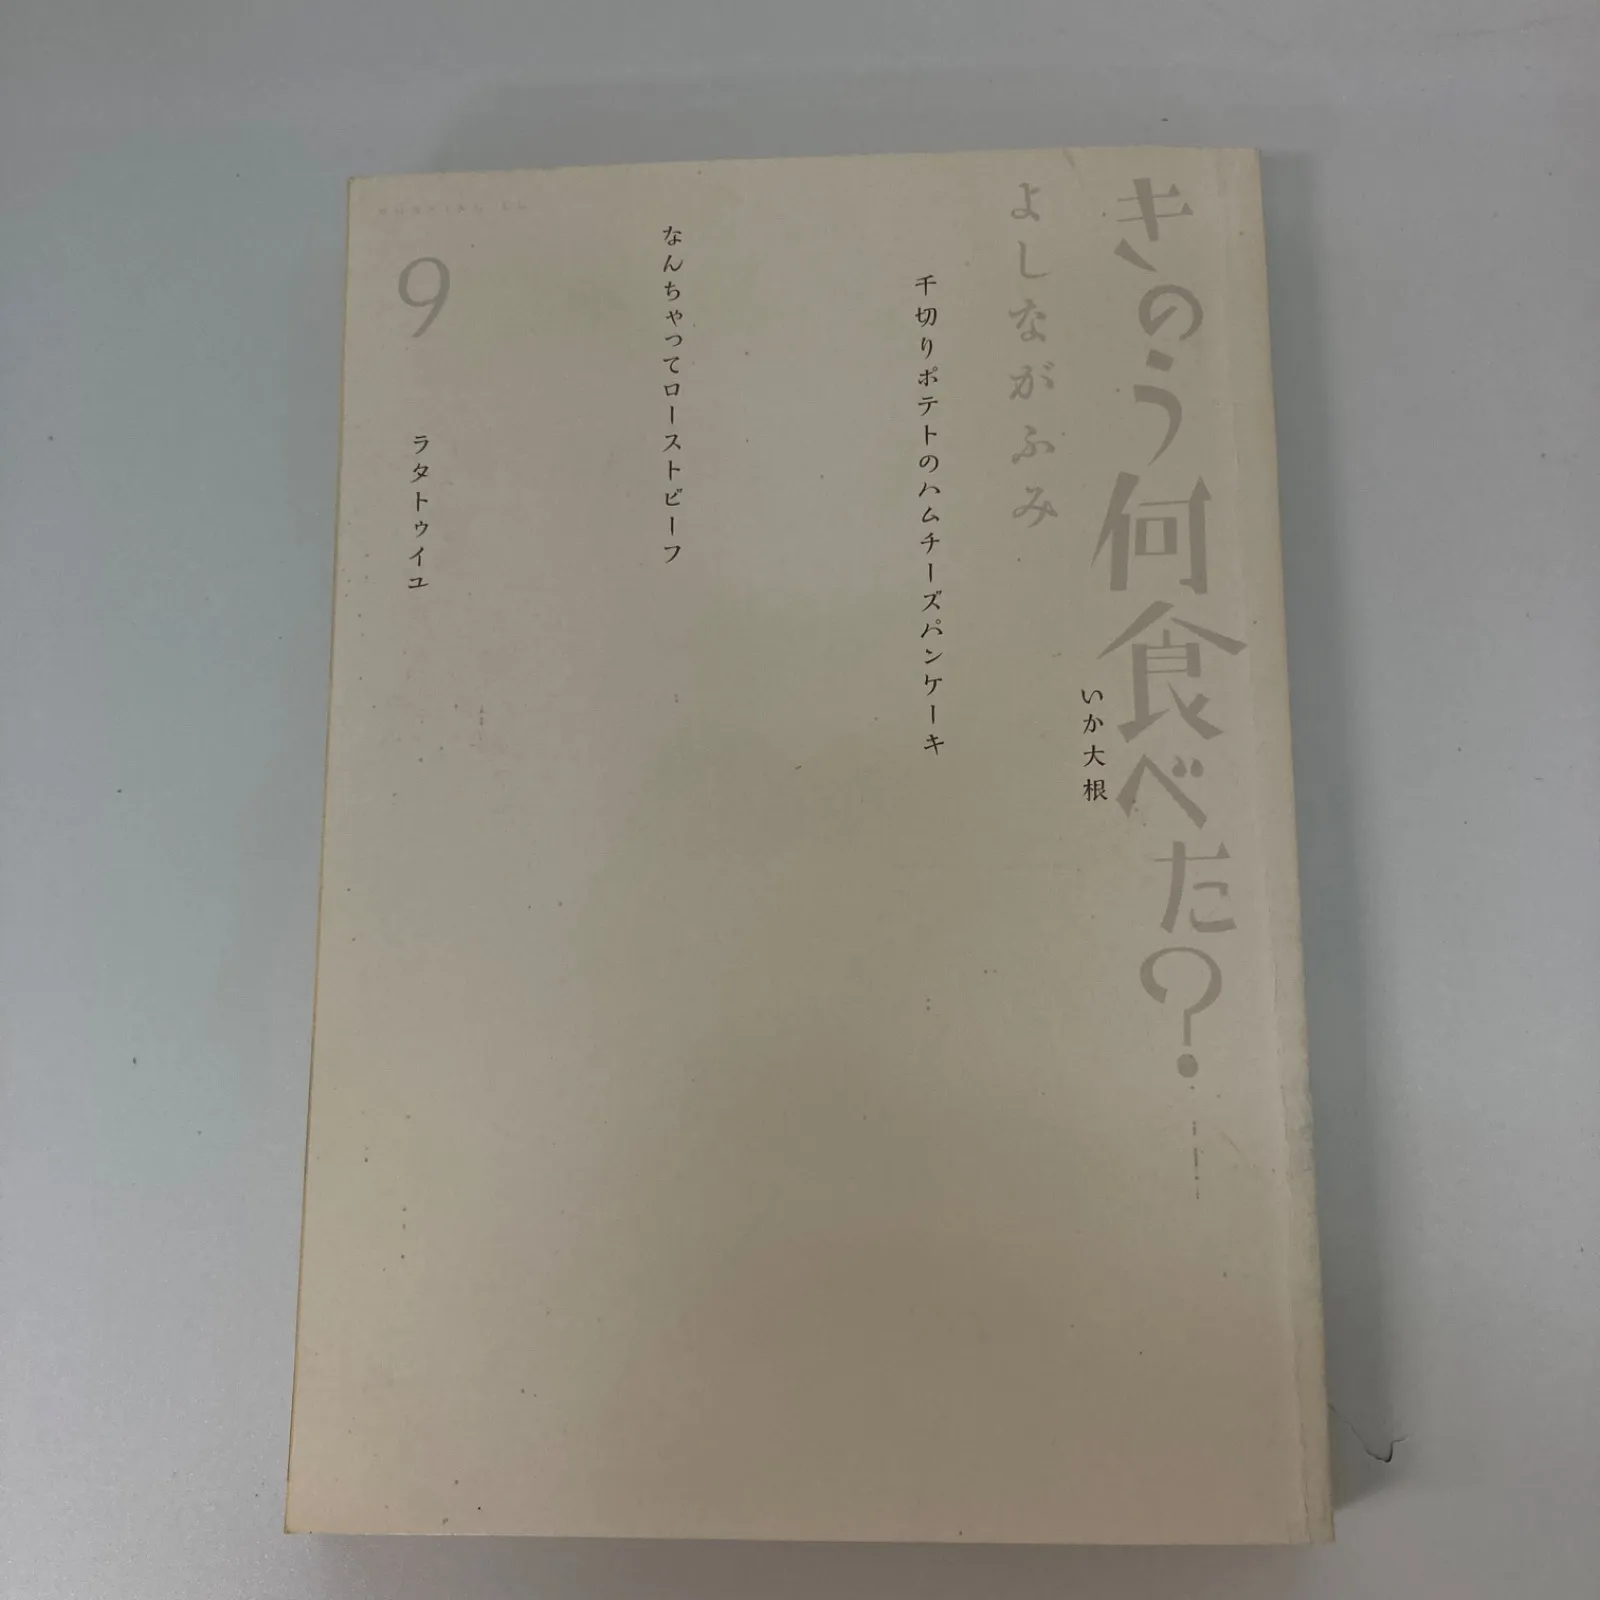 きのう何食べた?
よしながふみ
いか大根
千切りポテトのハムチーズパンケーキ
なんちゃってローストビーフ
9
ラタトゥイユ